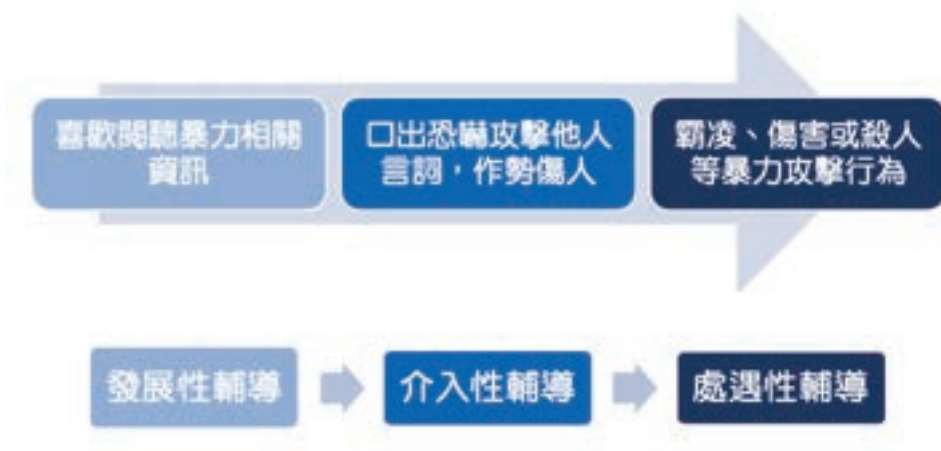 喜歡閱聽暴力相關
資訊
口出恐嚇攻擊他人
言詞，作勢傷人
霸凌、傷害或殺人
等暴力攻擊行為
發展性輔導
介入性輔導
處遇性輔導